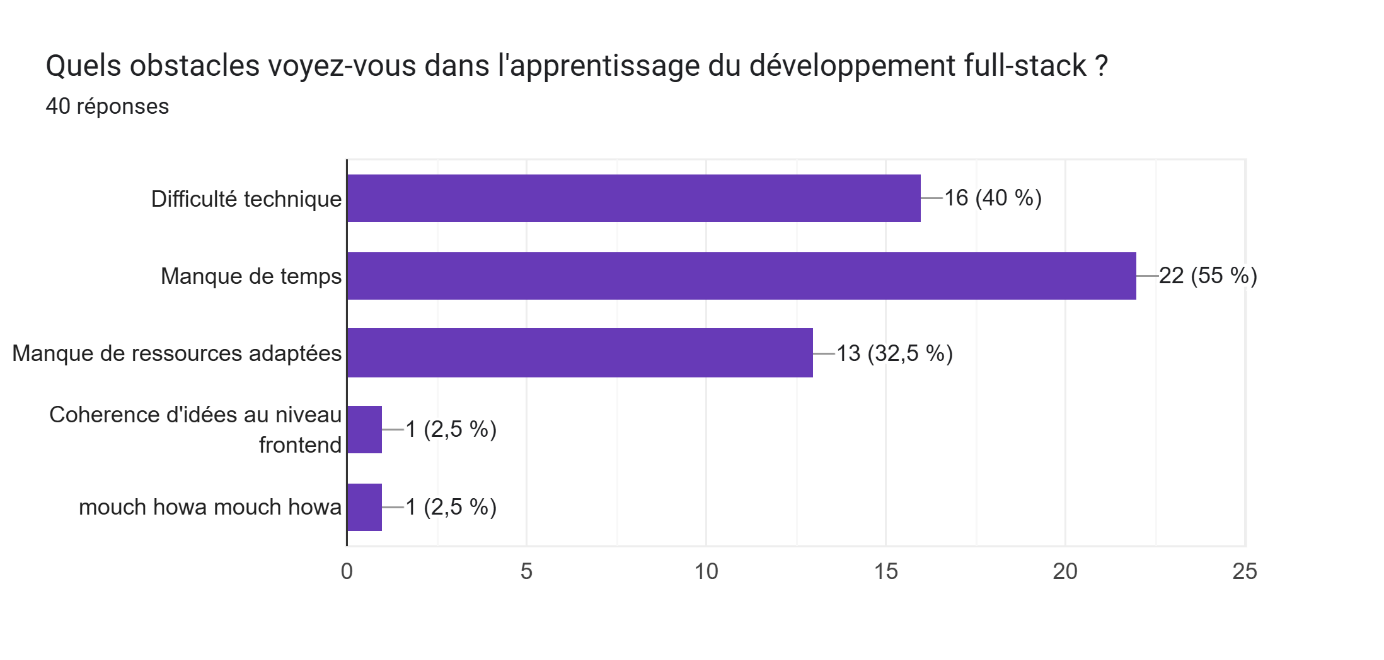 Quels obstacles voyez-vous dans l'apprentissage du développement full-stack ?
40 réponses
Difficulté technique
16 (40 %)
Manque de temps
22 (55 %)
Manque de ressources adaptées
13 (32,5 %)
Coherence d'idées au niveau
frontend
1 (2,5 %)
mouch howa mouch howa
1 (2,5 %)
0
5
10
15
20
25